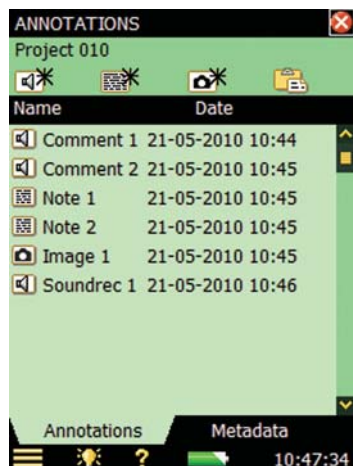 ANNOTATIONS
Project 010
Name Date
Comment 1 21-05-2010 10:44
Comment 2 21-05-2010 10:45
Note 1 21-05-2010 10:45
Note 2 21-05-2010 10:45
Image 1 21-05-2010 10:45
Soundrec 1 21-05-2010 10:46
Annotations Metadata
? 10:47:34